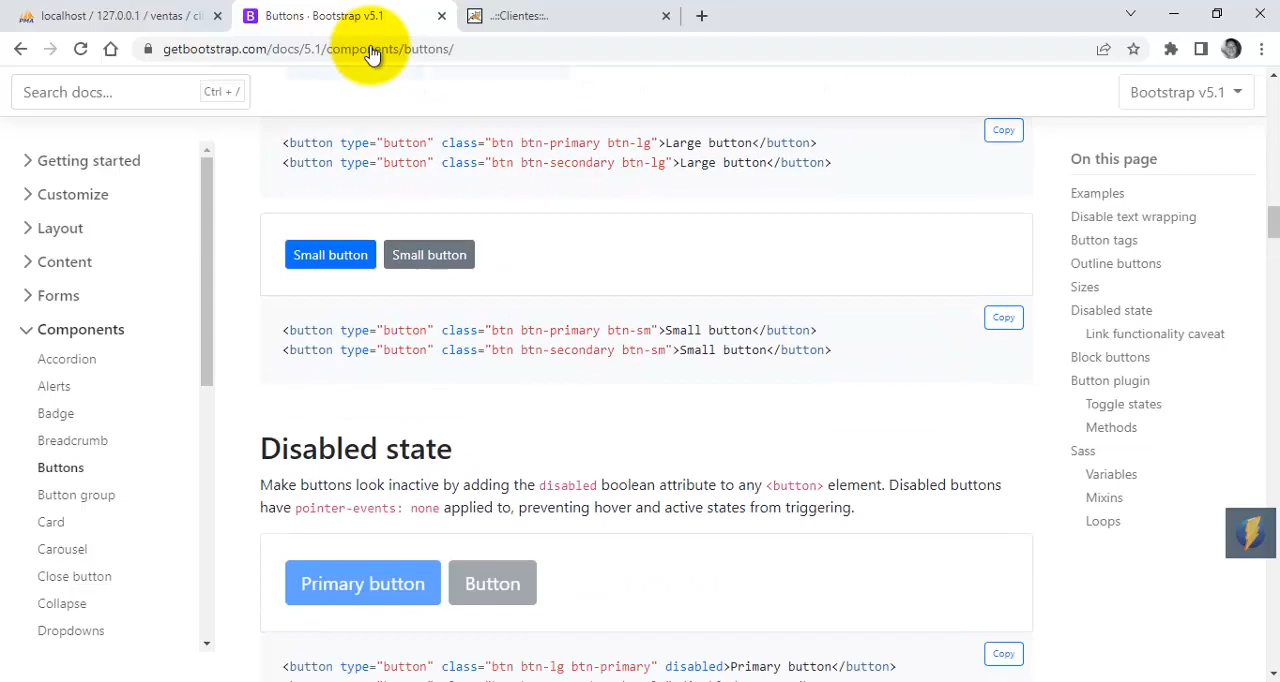 localhost / 127.0.0.1 / ventas / cli
Buttons · Bootstrap v5.1
..::Clientes::..
getbootstrap.com/docs/5.1/components/buttons/
Search docs...
Ctrl + /
Bootstrap v5.1
Getting started
Customize
Layout
Content
Forms
Components
Accordion
Alerts
Badge
Breadcrumb
Buttons
Button group
Card
Carousel
Close button
Collapse
Dropdowns
Copy
<button type="button" class="btn btn-primary btn-lg">Large button</button>
<button type="button" class="btn btn-secondary btn-lg">Large button</button>
Small button Small button
Copy
<button type="button" class="btn btn-primary btn-sm">Small button</button>
<button type="button" class="btn btn-secondary btn-sm">Small button</button>
Disabled state
Make buttons look inactive by adding the disabled boolean attribute to any <button> element. Disabled buttons
have pointer-events: none applied to, preventing hover and active states from triggering.
Primary button Button
Copy
<button type="button" class="btn btn-lg btn-primary" disabled>Primary button</button>
On this page
Examples
Disable text wrapping
Button tags
Outline buttons
Sizes
Disabled state
Link functionality caveat
Block buttons
Button plugin
Toggle states
Methods
Sass
Variables
Mixins
Loops